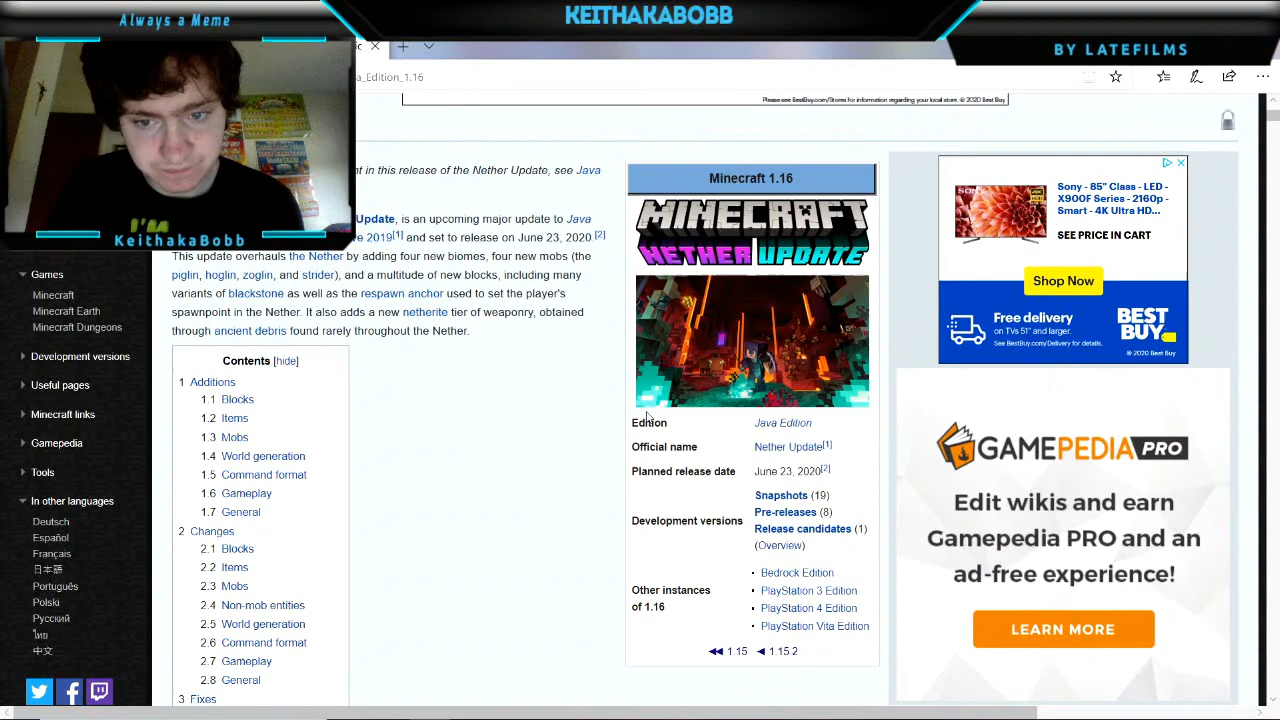 Always a Meme
KEITHAKABOBB
BY LATEFILMS
a_Edition_1.16
Please see BestBuy.com/Stores for information regarding your local store. © 2020 Best Buy
I'M
KeithakaBobb
nt in this release of the Nether Update, see Java
Update, is an upcoming major update to Java
e 2019[1] and set to release on June 23, 2020 [2]
This update overhauls the Nether by adding four new biomes, four new mobs (the
piglin, hoglin, zoglin, and strider), and a multitude of new blocks, including many
variants of blackstone as well as the respawn anchor used to set the player's
spawnpoint in the Nether. It also adds a new netherite tier of weaponry, obtained
through ancient debris found rarely throughout the Nether.
Games
Minecraft
Minecraft Earth
Minecraft Dungeons
Development versions
Useful pages
Minecraft links
Gamepedia
Tools
In other languages
Deutsch
Español
Français
日本語
Português
Polski
Русский
ไทย
中文
Contents [hide]
1 Additions
1.1 Blocks
1.2 Items
1.3 Mobs
1.4 World generation
1.5 Command format
1.6 Gameplay
1.7 General
2 Changes
2.1 Blocks
2.2 Items
2.3 Mobs
2.4 Non-mob entities
2.5 World generation
2.6 Command format
2.7 Gameplay
2.8 General
3 Fixes
Minecraft 1.16
MINECRAFT
NETHER UPDATE
Edition Java Edition
Official name Nether Update[1]
Planned release date June 23, 2020[2]
Development versions
Snapshots (19)
Pre-releases (8)
Release candidates (1)
(Overview)
Other instances
of 1.16
Bedrock Edition
PlayStation 3 Edition
PlayStation 4 Edition
PlayStation Vita Edition
1.15 1.15 2
SONY
Sony - 85" Class - LED -
X900F Series - 2160p -
Smart - 4K Ultra HD...
SEE PRICE IN CART
Shop Now
Free delivery
on TVs 51" and larger.
See BestBuy.com/Delivery for details.
BEST
BUY
© 2020 Best Buy
GAMEPEDIA PRO
Edit wikis and earn
Gamepedia PRO and an
ad-free experience!
LEARN MORE